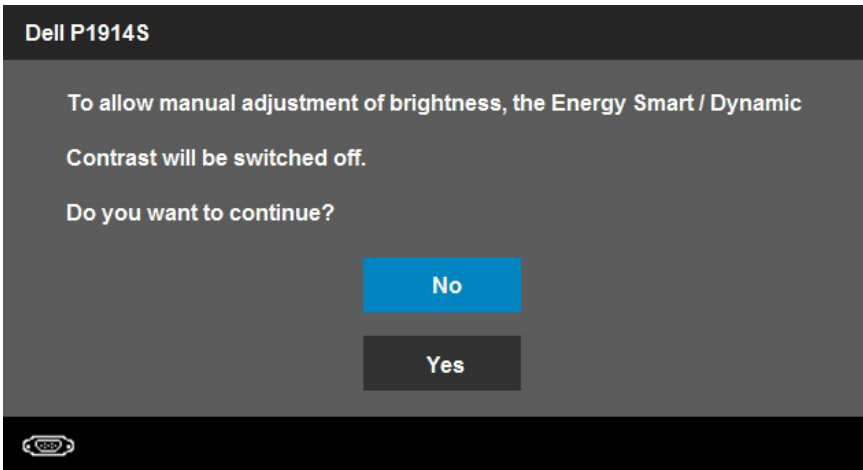 Dell P1914S
To allow manual adjustment of brightness, the Energy Smart / Dynamic
Contrast will be switched off.
Do you want to continue?
No
Yes